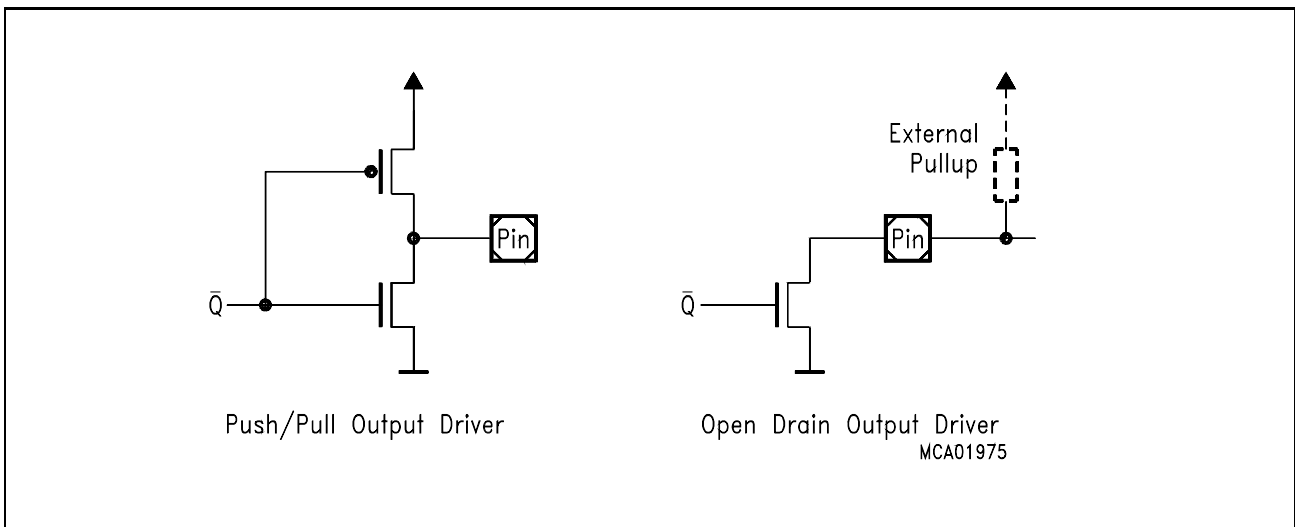 External
Pullup
Pin
Pin
Q̄
Q̄
Push/Pull Output Driver
Open Drain Output Driver
MCA01975